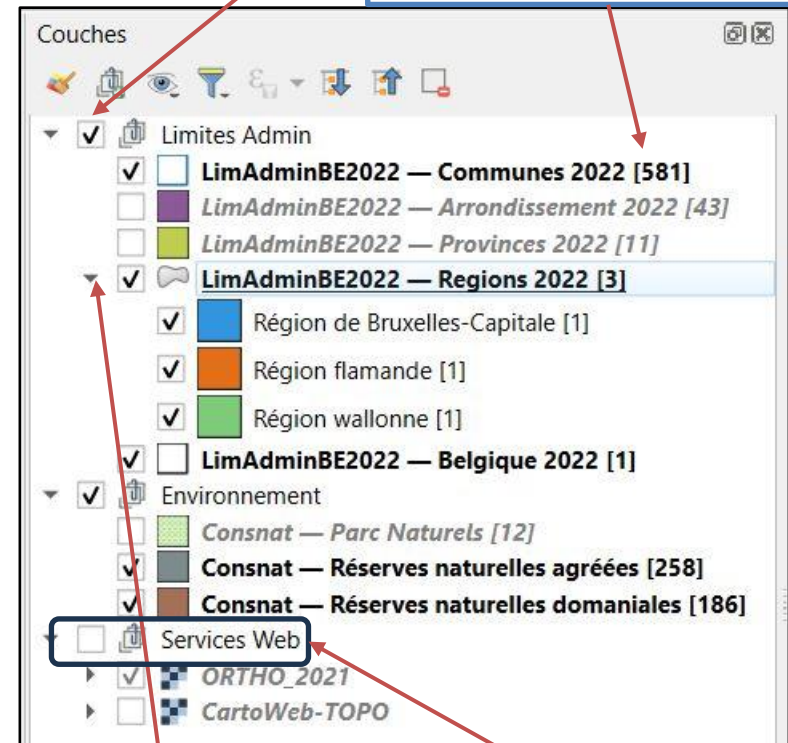 Couches
Limites Admin
LimAdminBE2022 — Communes 2022 [581]
LimAdminBE2022 — Arrondissement 2022 [43]
LimAdminBE2022 — Provinces 2022 [11]
LimAdminBE2022 — Regions 2022 [3]
Région de Bruxelles-Capitale [1]
Région flamande [1]
Région wallonne [1]
LimAdminBE2022 — Belgique 2022 [1]
Environnement
Consnat — Parc Naturels [12]
Consnat — Réserves naturelles agréées [258]
Consnat — Réserves naturelles domaniales [186]
Services Web
ORTHO_2021
CartoWeb-TOPO